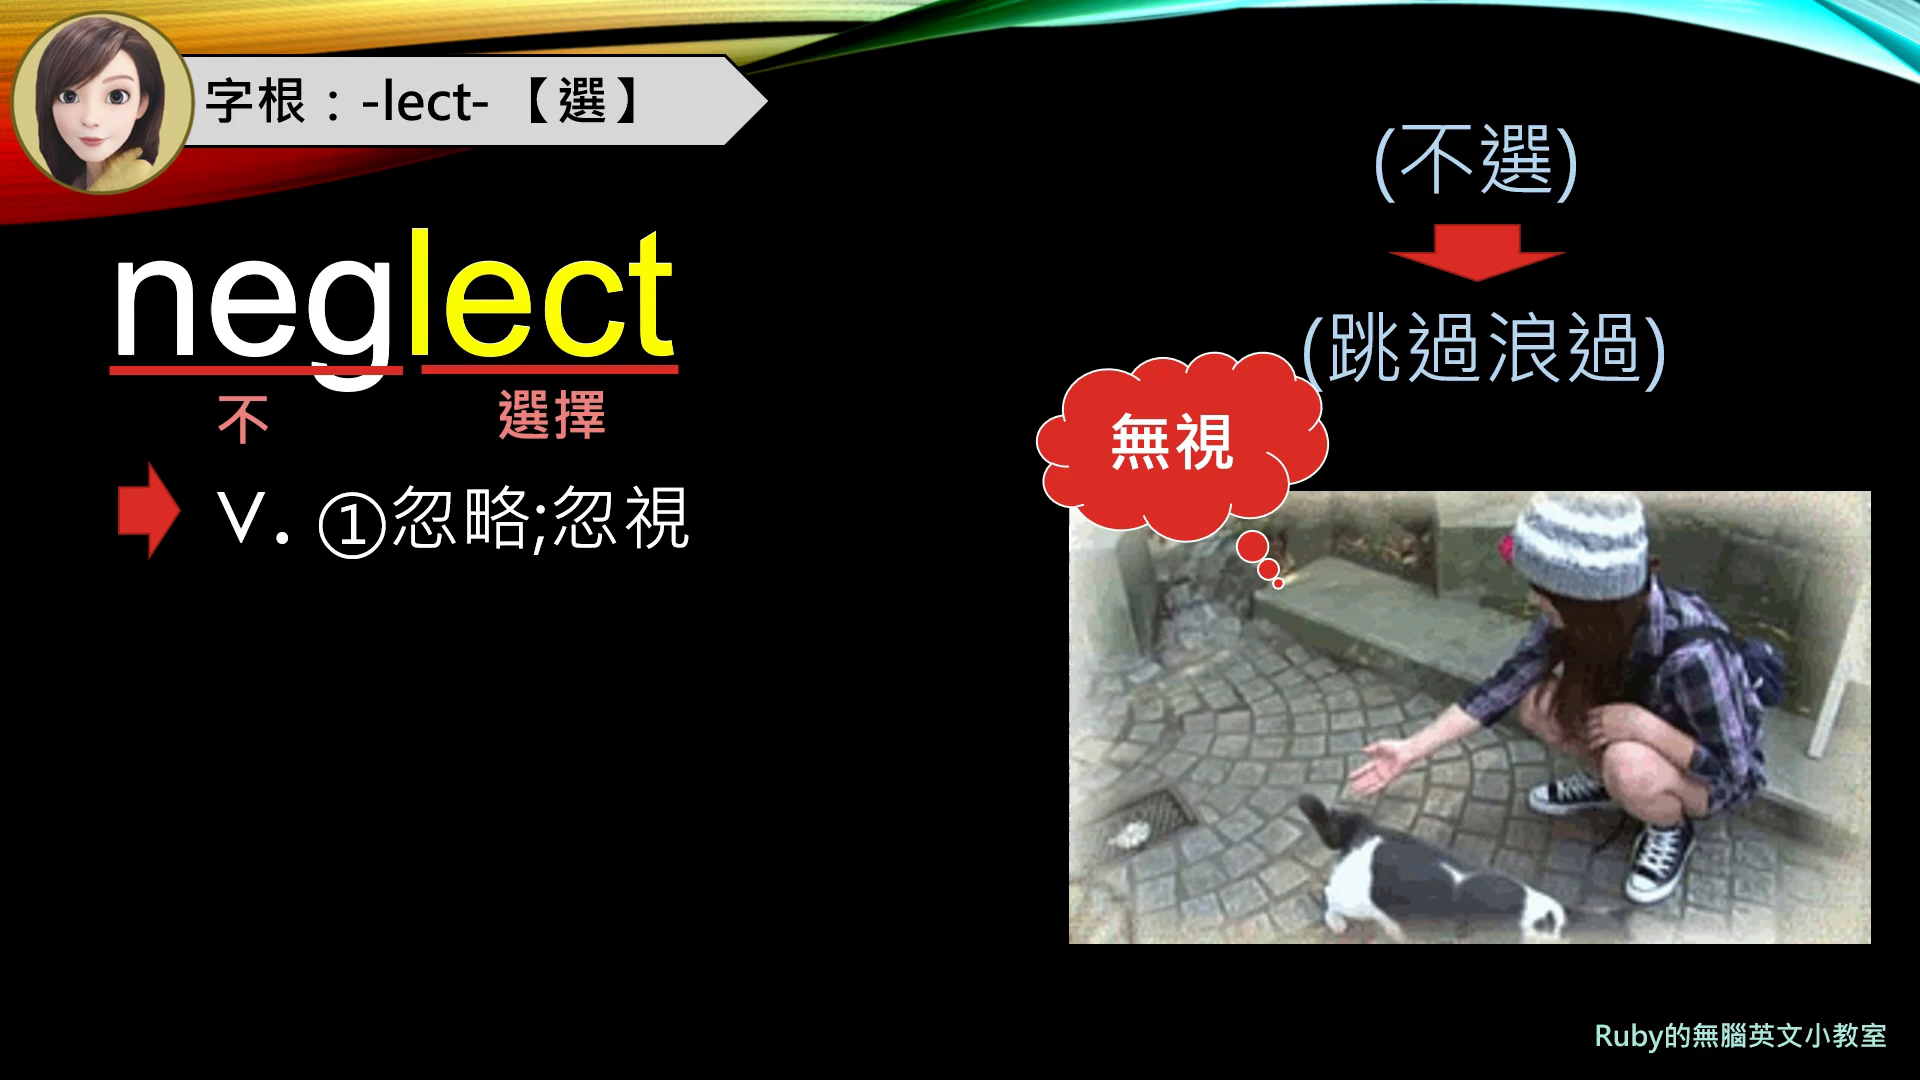 字根：-lect-【選】
neglect
不 選擇
v. ①忽略;忽視
(不選)
(跳過浪過)
無視
Ruby的無腦英文小教室